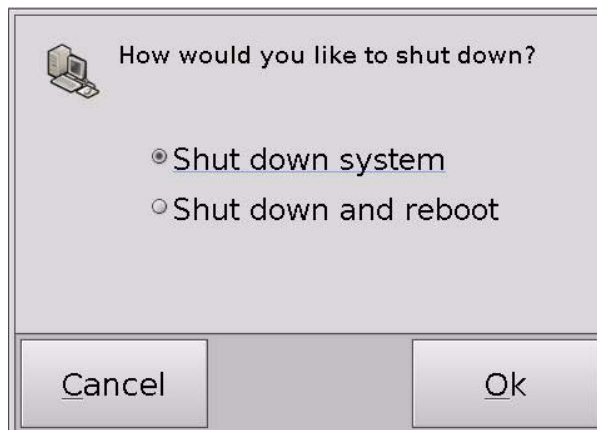 How would you like to shut down?
Shut down system
Shut down and reboot
Cancel
Ok